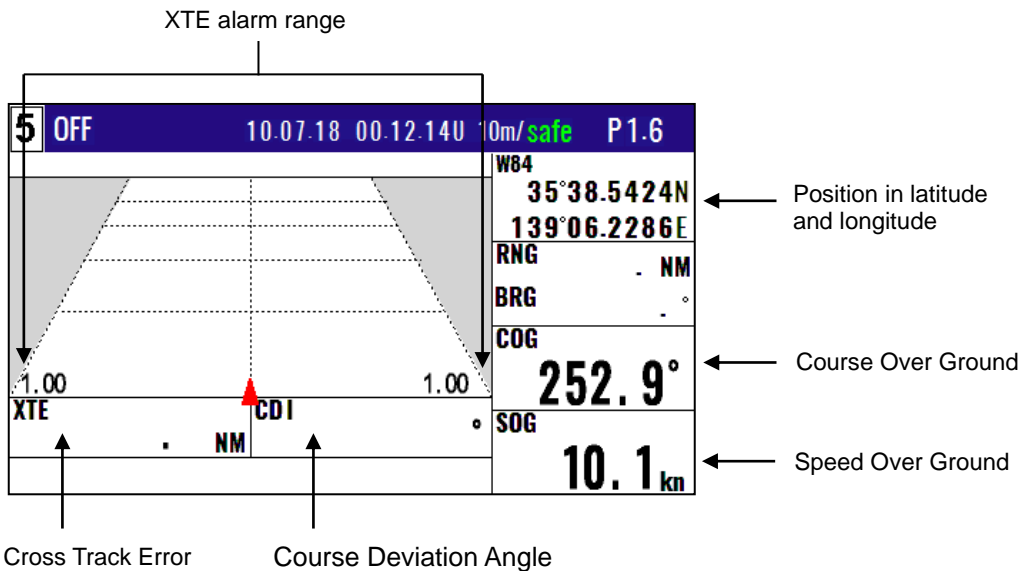 XTE alarm range
5 OFF 10.07.18 00.12.14U 10m/safe P1.6
W84
35°38.5424N
139°06.2286E
Position in latitude
and longitude
RNG . NM
BRG . °
COG
252.9°
Course Over Ground
1.00 1.00
XTE . NM
CDI °
SOG
10.1kn
Speed Over Ground
Cross Track Error
Course Deviation Angle